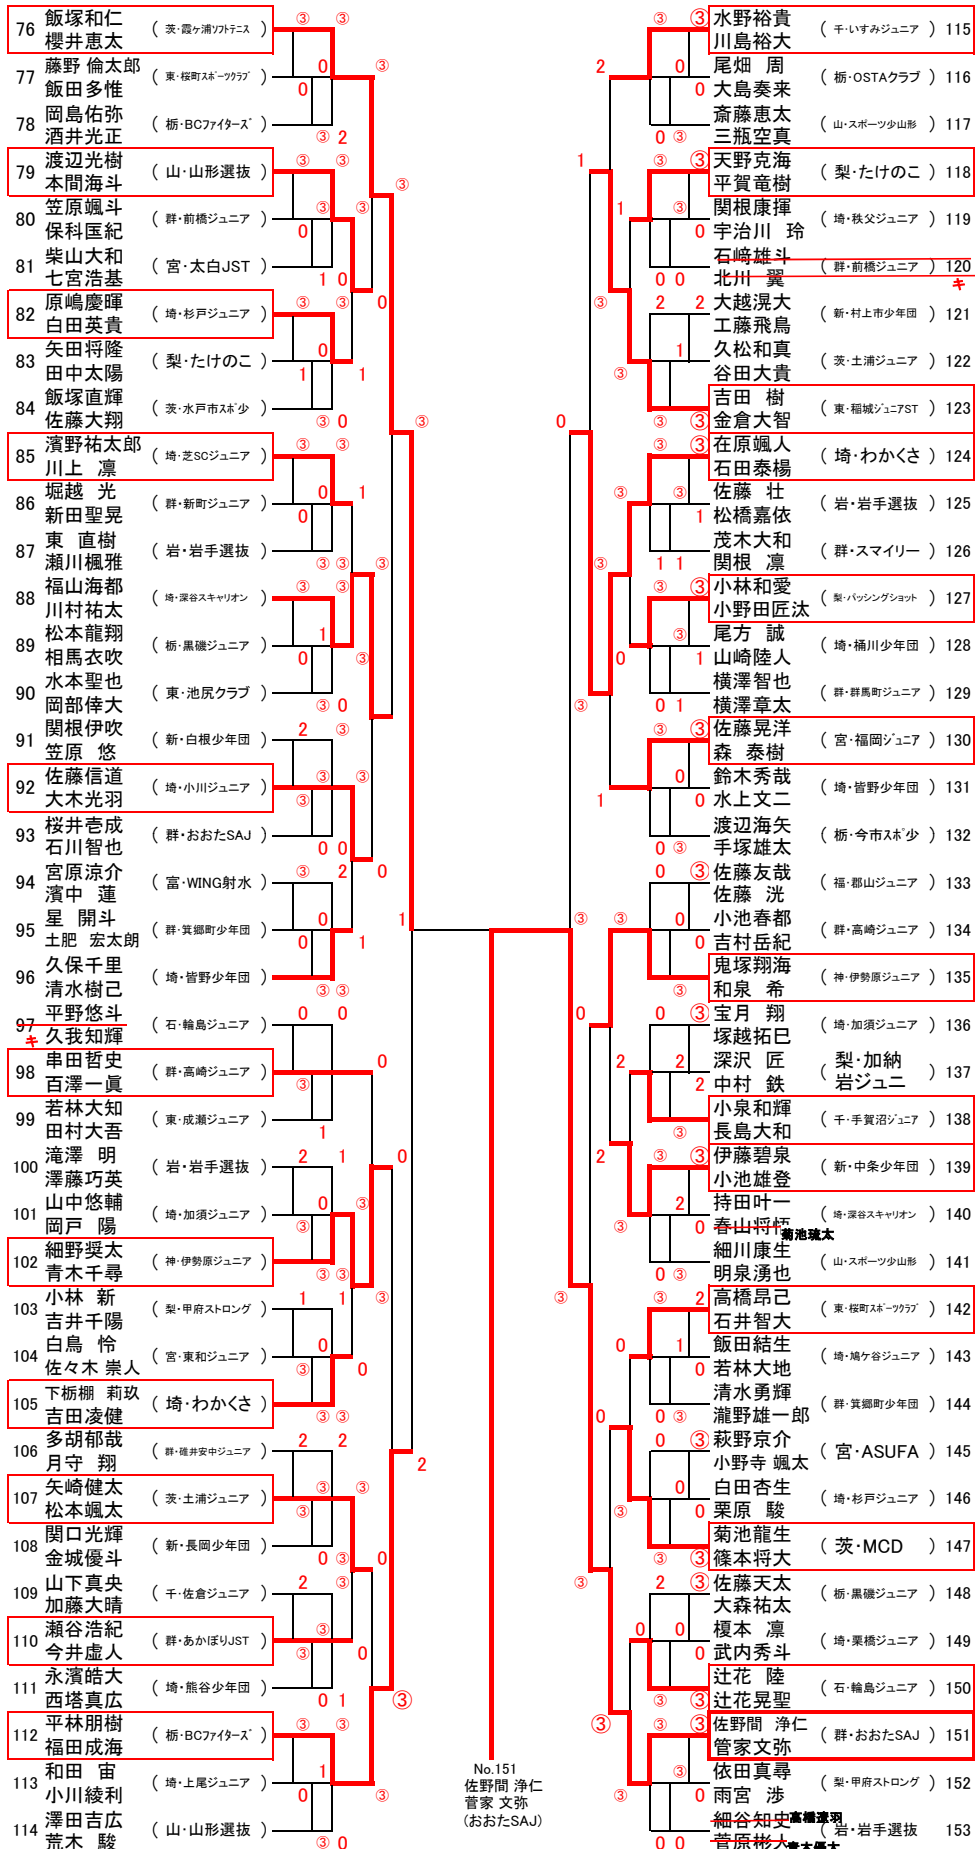 76 飯塚和仁 櫻井恵太 （ 茨・霞ヶ浦ソフトテニス ）
77 藤野 倫太郎 飯田多惟 （ 東・桜町スポーツクラブ ）
78 岡島佑弥 酒井光正 （ 栃・BCファイターズ ）
79 渡辺光樹 本間海斗 （ 山・山形選抜 ）
80 笠原颯斗 保科匡紀 （ 群・前橋ジュニア ）
81 柴山大和 七宮浩基 （ 宮・太白JST ）
82 原嶋慶暉 白田英貴 （ 埼・杉戸ジュニア ）
83 矢田将隆 田中太陽 （ 梨・たけのこ ）
84 飯塚直輝 佐藤大翔 （ 茨・水戸市スポ少 ）
85 濱野祐太郎 川上 凛 （ 埼・芝SCジュニア ）
86 堀越 光 新田聖晃 （ 群・新町ジュニア ）
87 東 直樹 瀬川楓雅 （ 岩・岩手選抜 ）
88 福山海都 川村祐太 （ 埼・深谷スキャリオン ）
89 松本龍翔 相馬衣吹 （ 栃・黒磯ジュニア ）
90 水本聖也 岡部倖大 （ 東・池尻クラブ ）
91 関根伊吹 笠原 悠 （ 新・白根少年団 ）
92 佐藤信道 大木光羽 （ 埼・小川ジュニア ）
93 桜井壱成 石川智也 （ 群・おおたSAJ ）
94 宮原涼介 濱中 蓮 （ 富・WING射水 ）
95 星 開斗 土肥 宏太朗 （ 群・箕郷町少年団 ）
96 久保千里 清水樹己 （ 埼・皆野少年団 ）
97 キ 平野悠斗 久我知輝 （ 石・輪島ジュニア ）
98 串田哲史 百澤一眞 （ 群・高崎ジュニア ）
99 若林大知 田村大吾 （ 東・成瀬ジュニア ）
100 滝澤 明 澤藤巧英 （ 岩・岩手選抜 ）
101 山中悠輔 岡戸 陽 （ 埼・加須ジュニア ）
102 細野奨太 青木千尋 （ 神・伊勢原ジュニア ）
103 小林 新 吉井千陽 （ 梨・甲府ストロング ）
104 白鳥 怜 佐々木 崇人 （ 宮・東和ジュニア ）
105 下栃棚 莉玖 吉田凌健 （ 埼・わかくさ ）
106 多胡郁哉 月守 翔 （ 群・碓井安中ジュニア ）
107 矢崎健太 松本颯太 （ 茨・土浦ジュニア ）
108 関口光輝 金城優斗 （ 新・長岡少年団 ）
109 山下真央 加藤大晴 （ 千・佐倉ジュニア ）
110 瀬谷浩紀 今井虚人 （ 群・あかぼりJST ）
111 永濱皓大 西塔真広 （ 埼・熊谷少年団 ）
112 平林朋樹 福田成海 （ 栃・BCファイターズ ）
113 和田 宙 小川綾利 （ 埼・上尾ジュニア ）
114 澤田吉広 荒木 駿 （ 山・山形選抜 ）
No.151
佐野間 浄仁
菅家 文弥
(おおたSAJ)
水野裕貴 川島裕大 （ 千・いすみジュニア ） 115
尾畑 周 大島奏来 （ 栃・OSTAクラブ ） 116
斎藤恵太 三瓶空真 （ 山・スポーツ少山形 ） 117
天野克海 平賀竜樹 （ 梨・たけのこ ） 118
関根康揮 宇治川 玲 （ 埼・秩父ジュニア ） 119
石﨑雄斗 北川 翼 （ 群・前橋ジュニア ） 120 キ
大越滉大 工藤飛鳥 （ 新・村上市少年団 ） 121
久松和真 谷田大貴 （ 茨・土浦ジュニア ） 122
吉田 樹 金倉大智 （ 東・稲城ジュニアST ） 123
在原颯人 石田泰楊 （ 埼・わかくさ ） 124
佐藤 壮 松橋嘉依 （ 岩・岩手選抜 ） 125
茂木大和 関根 凛 （ 群・スマイリー ） 126
小林和愛 小野田匠汰 （ 梨・パッシングショット ） 127
尾方 誠 山崎陸人 （ 埼・桶川少年団 ） 128
横澤智也 横澤章太 （ 群・群馬町ジュニア ） 129
佐藤晃洋 森 泰樹 （ 宮・福岡ジュニア ） 130
鈴木秀哉 水上文二 （ 埼・皆野少年団 ） 131
渡辺海矢 手塚雄太 （ 栃・今市スポ少 ） 132
佐藤友哉 佐藤 洸 （ 福・郡山ジュニア ） 133
小池春都 吉村岳紀 （ 群・高崎ジュニア ） 134
鬼塚翔海 和泉 希 （ 神・伊勢原ジュニア ） 135
宝月 翔 塚越拓巳 （ 埼・加須ジュニア ） 136
深沢 匠 中村 鉄 （ 梨・加納岩ジュニ ） 137
小泉和輝 長島大和 （ 千・手賀沼ジュニア ） 138
伊藤碧泉 小池雄登 （ 新・中条少年団 ） 139
持田叶一 春山将悟 菊池琉太 （ 埼・深谷スキャリオン ） 140
細川康生 明泉湧也 （ 山・スポーツ少山形 ） 141
高橋昂己 石井智大 （ 東・桜町スポーツクラブ ） 142
飯田結生 若林大地 （ 埼・鳩ケ谷ジュニア ） 143
清水勇輝 瀧野雄一郎 （ 群・箕郷町少年団 ） 144
萩野京介 小野寺 颯太 （ 宮・ASUFA ） 145
白田杏生 栗原 駿 （ 埼・杉戸ジュニア ） 146
菊池龍生 篠本将大 （ 茨・MCD ） 147
佐藤天太 大森祐太 （ 栃・黒磯ジュニア ） 148
榎本 凛 武内秀斗 （ 埼・栗橋ジュニア ） 149
辻花 陸 辻花晃聖 （ 石・輪島ジュニア ） 150
佐野間 浄仁 管家文弥 （ 群・おおたSAJ ） 151
依田真尋 雨宮 渉 （ 梨・甲府ストロング ） 152
細谷知史 高橋遼羽 菅原彬人 （ 岩・岩手選抜 153